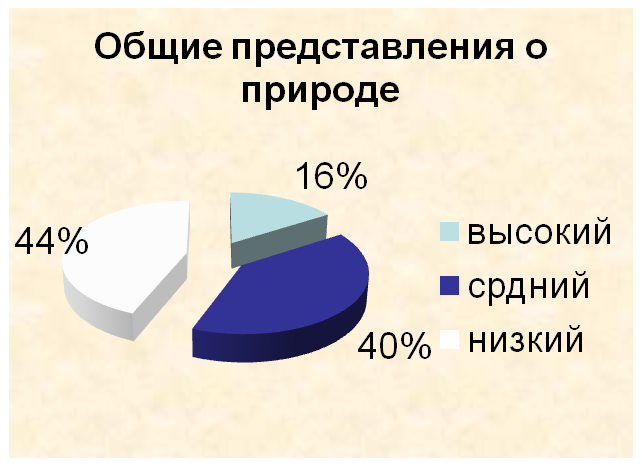 Общие представления о
природе
16%
44%
40%
высокий
срдний
низкий